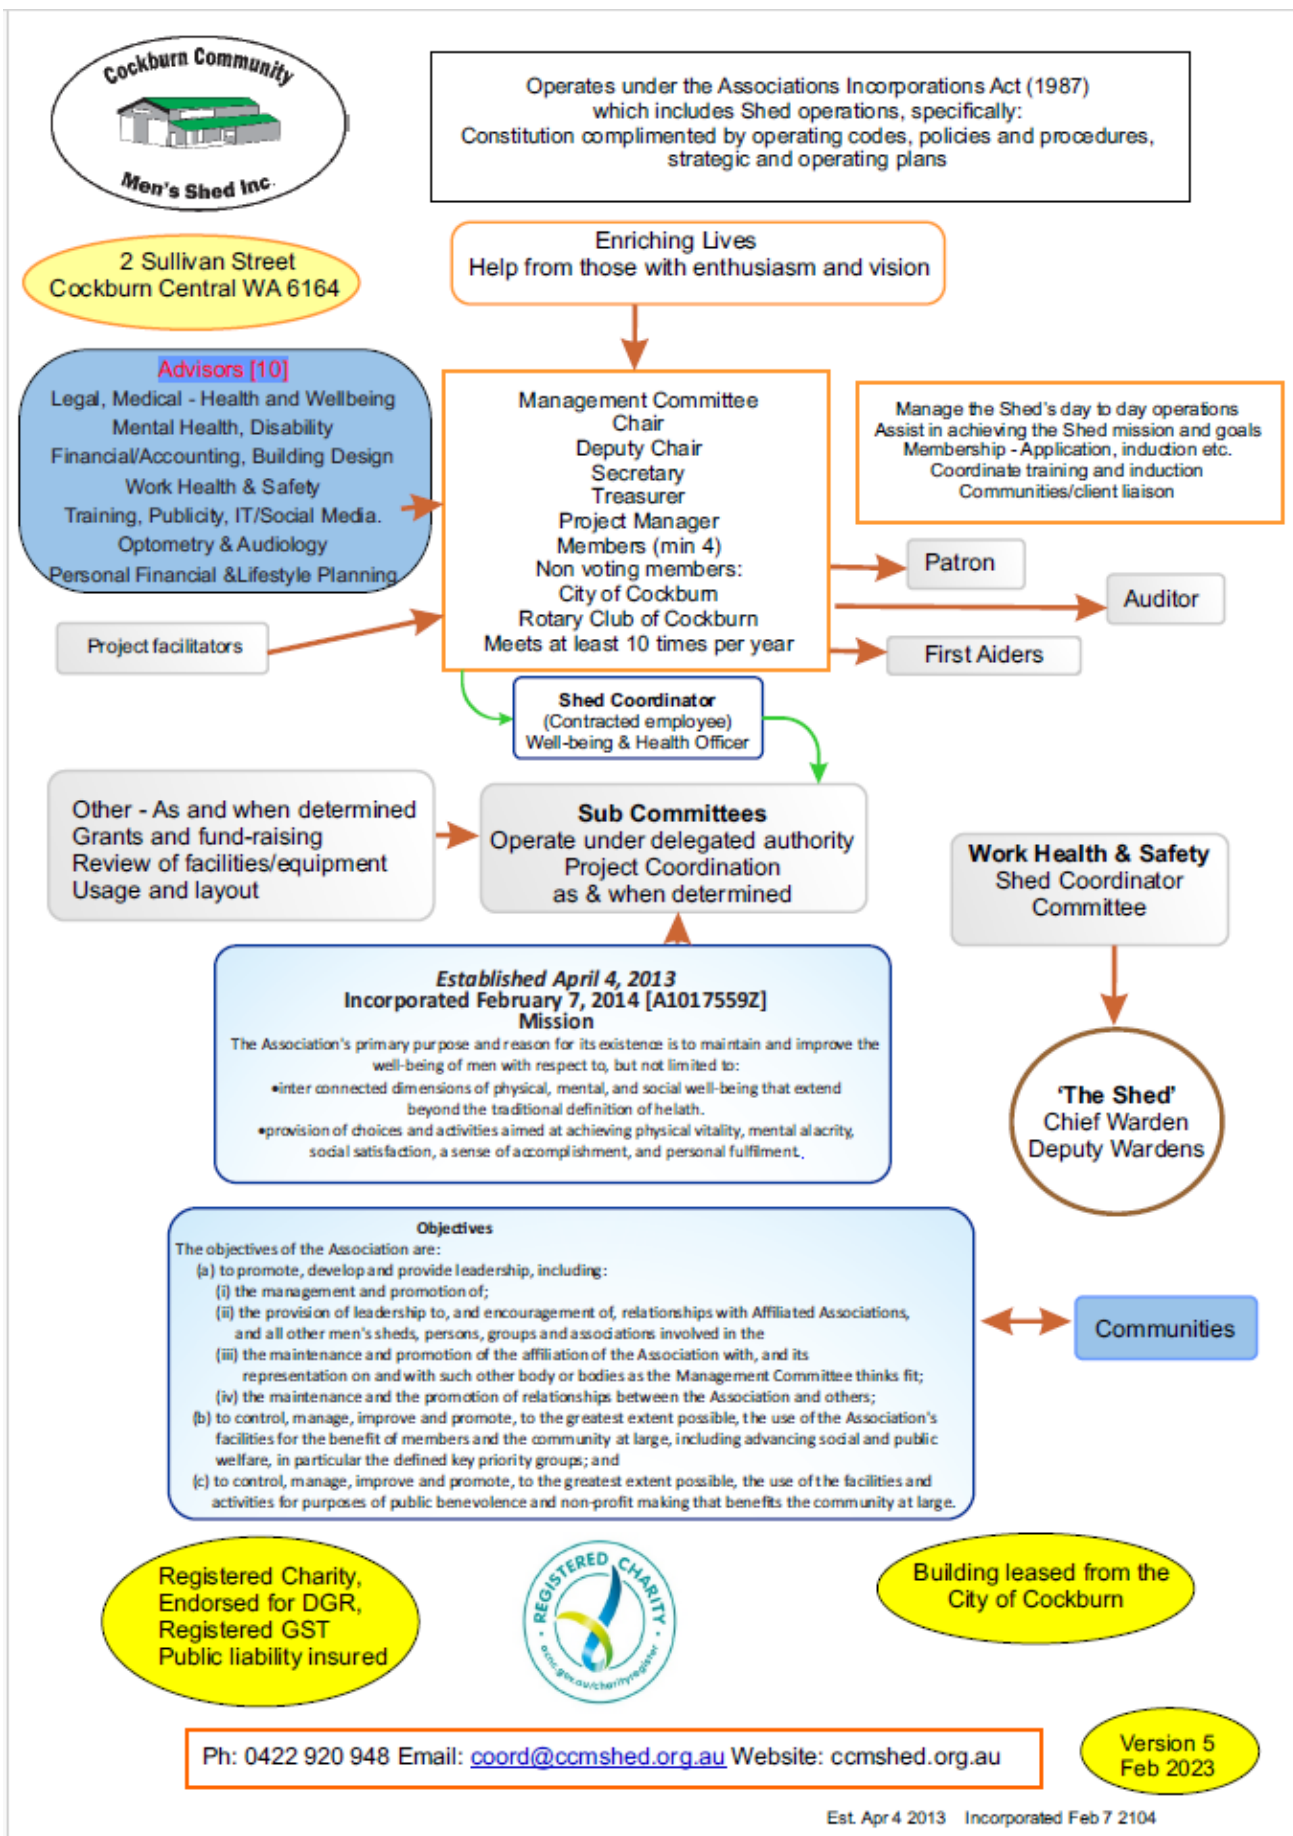 Cockburn Community
Men's Shed Inc.
Operates under the Associations Incorporations Act (1987)
which includes Shed operations, specifically:
Constitution complimented by operating codes, policies and procedures,
strategic and operating plans
2 Sullivan Street
Cockburn Central WA 6164
Enriching Lives
Help from those with enthusiasm and vision
Advisors [10]
Legal, Medical - Health and Wellbeing
Mental Health, Disability
Financial/Accounting, Building Design
Work Health & Safety
Training, Publicity, IT/Social Media.
Optometry & Audiology
Personal Financial &Lifestyle Planning
Management Committee
Chair
Deputy Chair
Secretary
Treasurer
Project Manager
Members (min 4)
Non voting members:
City of Cockburn
Rotary Club of Cockburn
Meets at least 10 times per year
Manage the Shed's day to day operations
Assist in achieving the Shed mission and goals
Membership - Application, induction etc.
Coordinate training and induction
Communities/client liaison
Patron
Auditor
First Aiders
Project facilitators
Shed Coordinator
(Contracted employee)
Well-being & Health Officer
Other - As and when determined
Grants and fund-raising
Review of facilities/equipment
Usage and layout
Sub Committees
Operate under delegated authority
Project Coordination
as & when determined
Work Health & Safety
Shed Coordinator
Committee
'The Shed'
Chief Warden
Deputy Wardens
Established April 4, 2013
Incorporated February 7, 2014 [A1017559Z]
Mission
The Association's primary purpose and reason for its existence is to maintain and improve the
well-being of men with respect to, but not limited to:
•inter connected dimensions of physical, mental, and social well-being that extend
beyond the traditional definition of helath.
•provision of choices and activities aimed at achieving physical vitality, mental alacrity,
social satisfaction, a sense of accomplishment, and personal fulfilment..
Objectives
The objectives of the Association are:
(a) to promote, develop and provide leadership, including:
(i) the management and promotion of;
(ii) the provision of leadership to, and encouragement of, relationships with Affiliated Associations,
and all other men's sheds, persons, groups and associations involved in the
(iii) the maintenance and promotion of the affiliation of the Association with, and its
representation on and with such other body or bodies as the Management Committee thinks fit;
(iv) the maintenance and the promotion of relationships between the Association and others;
(b) to control, manage, improve and promote, to the greatest extent possible, the use of the Association's
facilities for the benefit of members and the community at large, including advancing social and public
welfare, in particular the defined key priority groups; and
(c) to control, manage, improve and promote, to the greatest extent possible, the use of the facilities and
activities for purposes of public benevolence and non-profit making that benefits the community at large.
Communities
Registered Charity,
Endorsed for DGR,
Registered GST
Public liability insured
REGISTERED CHARITY
acnc.gov.au/charityregister
Building leased from the
City of Cockburn
Ph: 0422 920 948 Email: coord@ccmshed.org.au Website: ccmshed.org.au
Version 5
Feb 2023
Est. Apr 4 2013 Incorporated Feb 7 2104